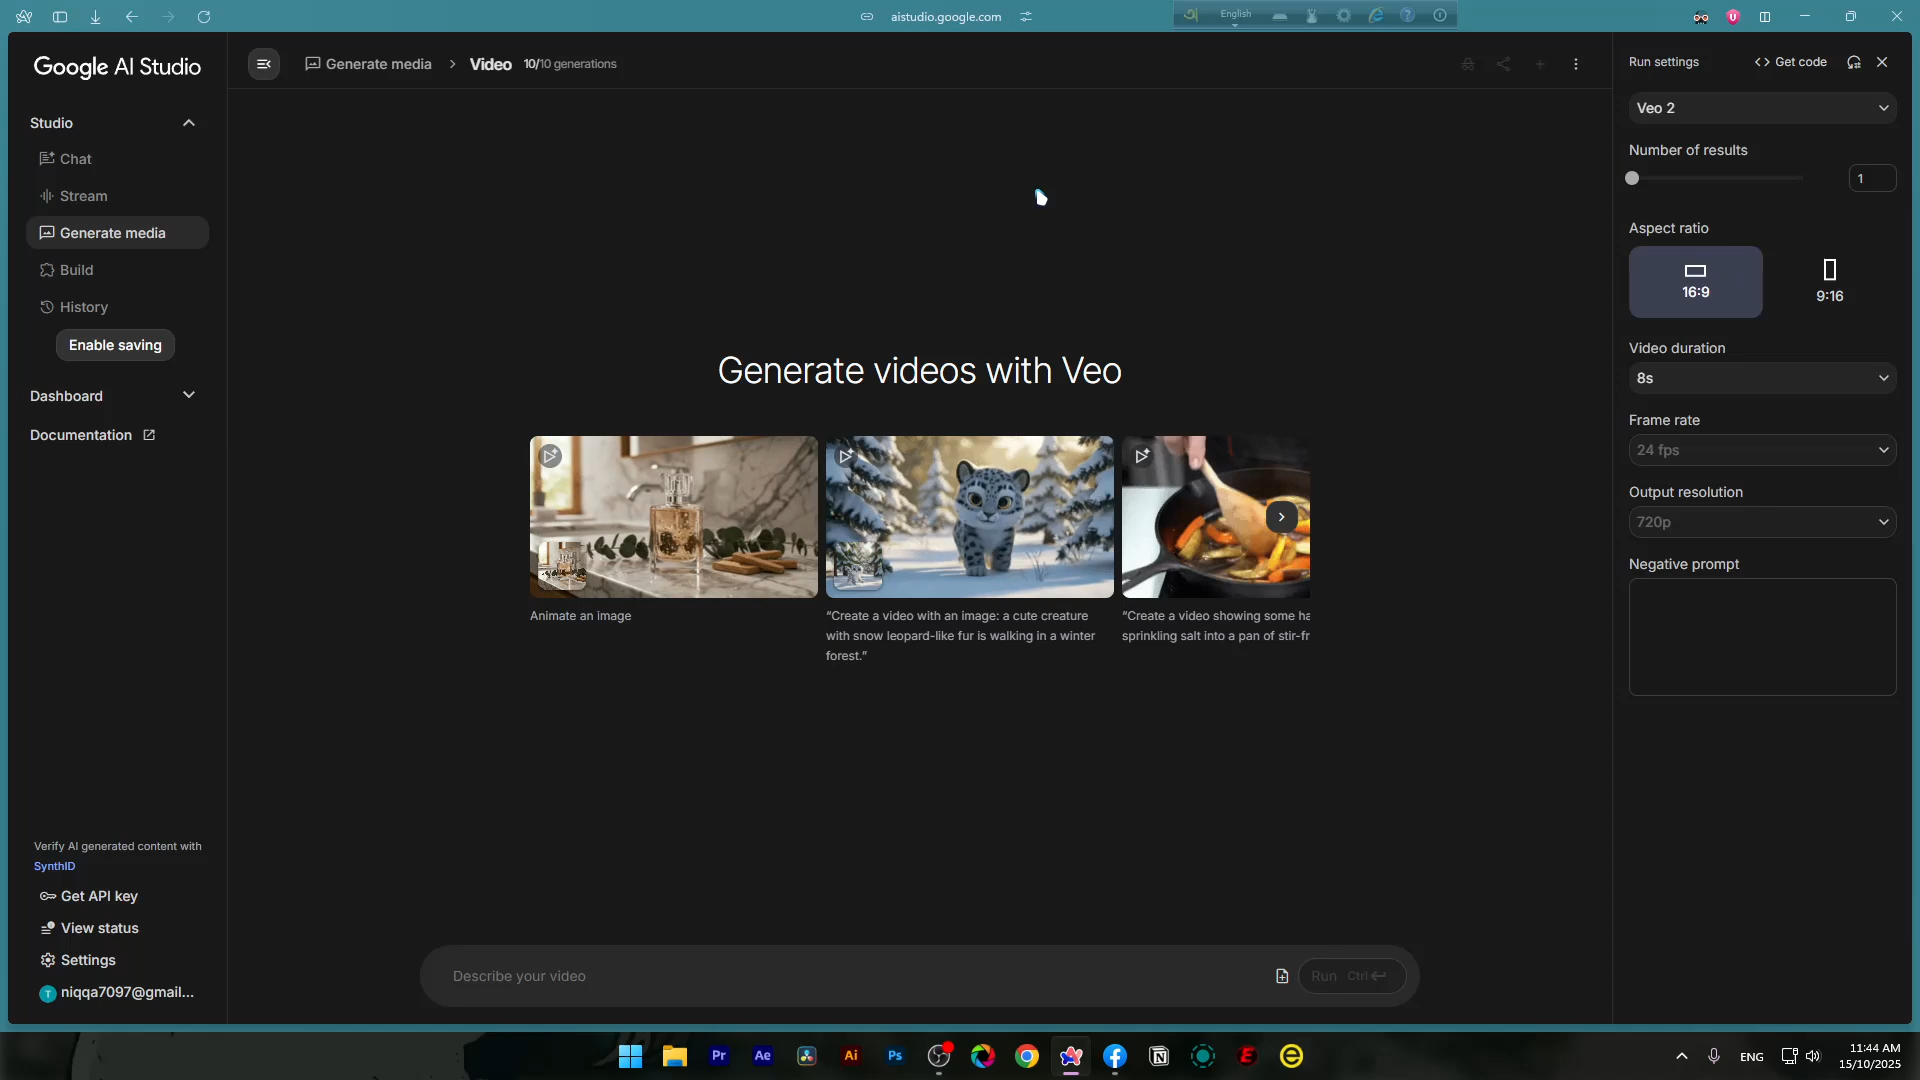 aistudio.google.com
English
Google AI Studio
Studio
Chat
Stream
Generate media
Build
History
Enable saving
Dashboard
Documentation
Verify AI generated content with
SynthID
Get API key
View status
Settings
T niqqa7097@gmail...
Generate media > Video 10/10 generations
Generate videos with Veo
Animate an image
“Create a video with an image: a cute creature
with snow leopard-like fur is walking in a winter
forest.”
“Create a video showing some ha
sprinkling salt into a pan of stir-fr
Describe your video
Run Ctrl
Run settings
<> Get code
Veo 2
Number of results
1
Aspect ratio
16:9
9:16
Video duration
8s
Frame rate
24 fps
Output resolution
720p
Negative prompt
Pr
Ae
Ai
Ps
ENG
11:44 AM
15/10/2025